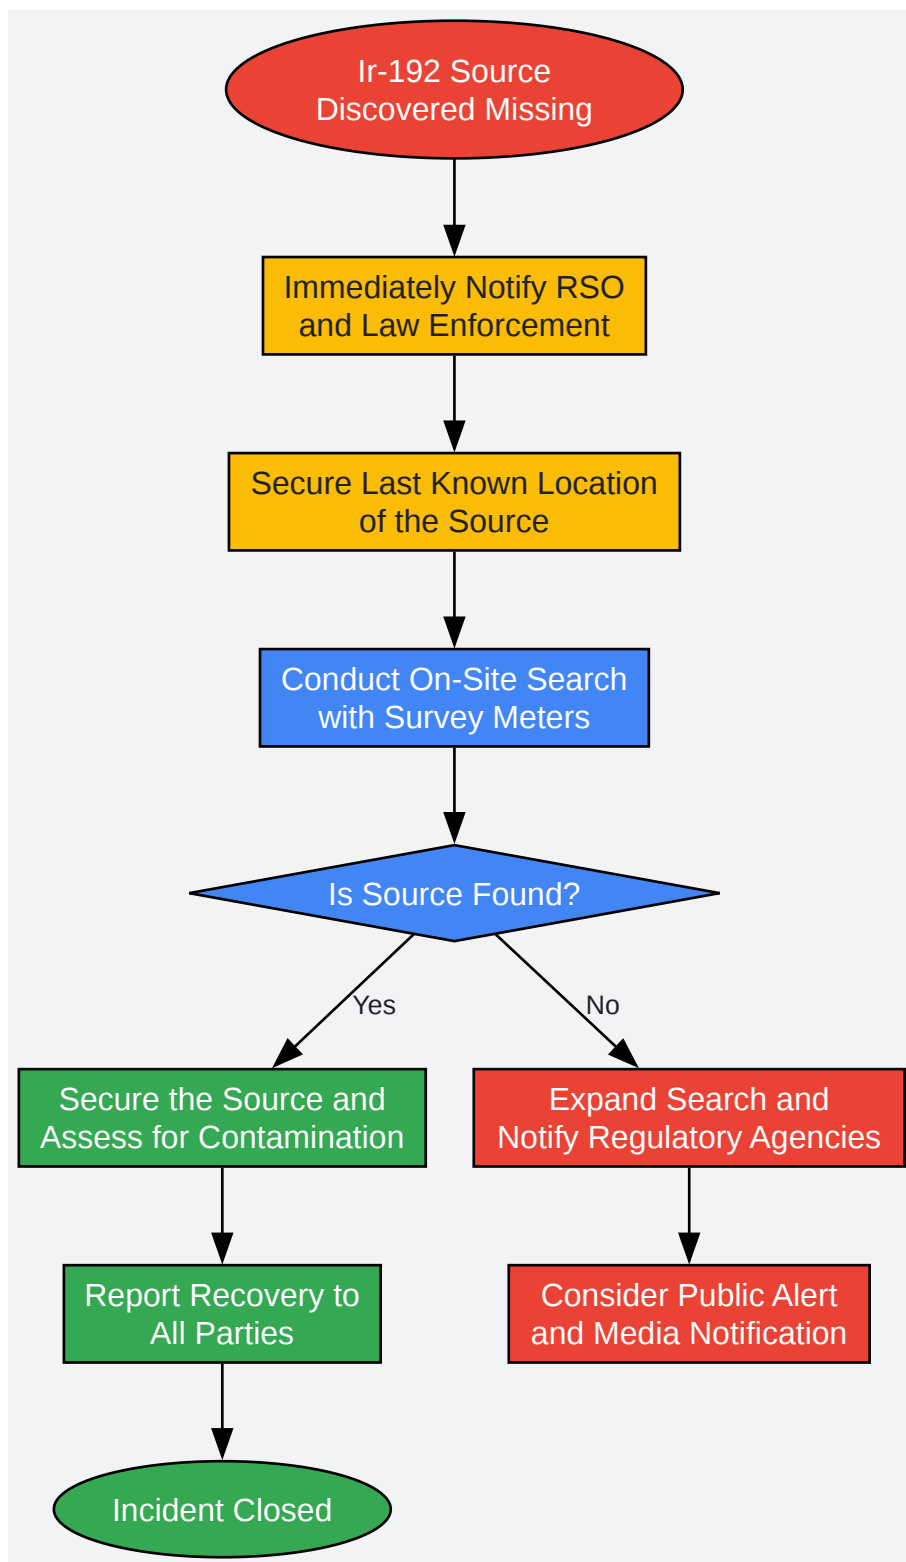 Ir-192 Source
Discovered Missing
Immediately Notify RSO
and Law Enforcement
Secure Last Known Location
of the Source
Conduct On-Site Search
with Survey Meters
Is Source Found?
Yes
No
Secure the Source and
Assess for Contamination
Expand Search and
Notify Regulatory Agencies
Report Recovery to
All Parties
Consider Public Alert
and Media Notification
Incident Closed